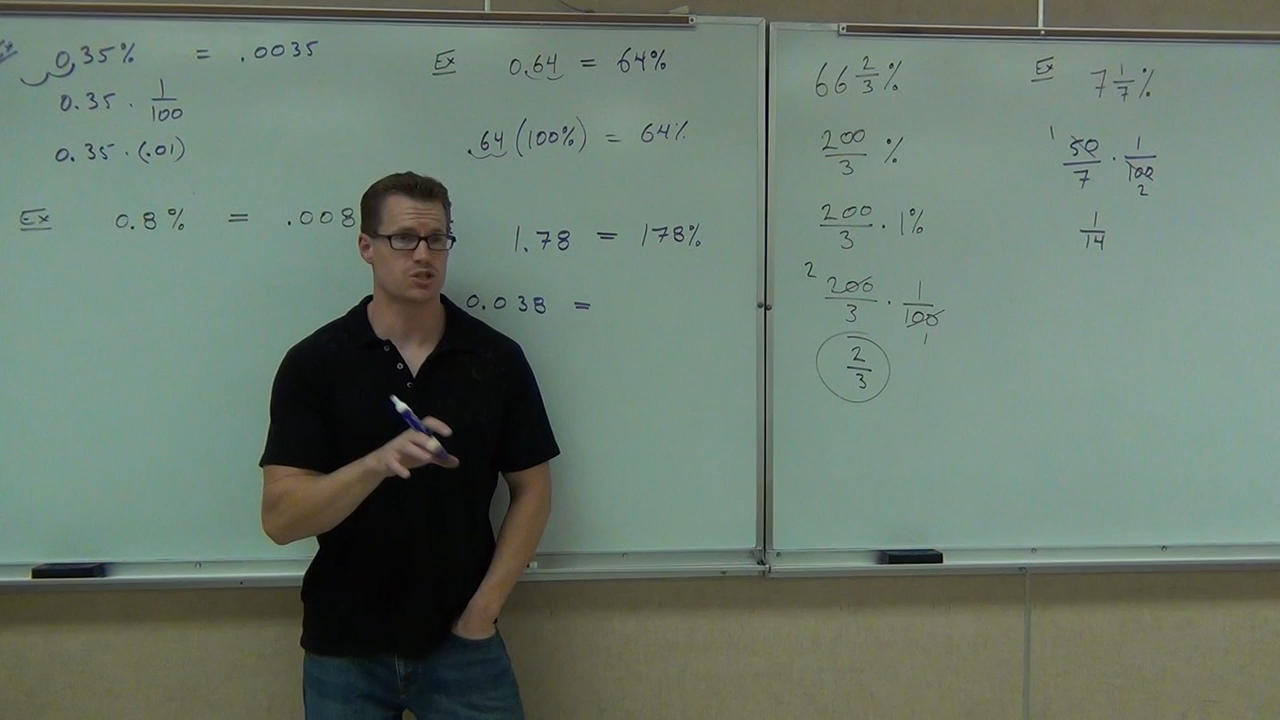 Ex 0.35% = .0035
0.35 · 1/100
0.35 · (.01)
Ex 0.8% = .008
Ex 0.64 = 64%
.64 (100%) = 64%
1.78 = 178%
0.038 =
66 2/3 %
200/3 %
200/3 · 1%
2 200/3 · 1/100 1
2/3
Ex 7 1/7 %
1 50/7 · 1/100 2
1/14